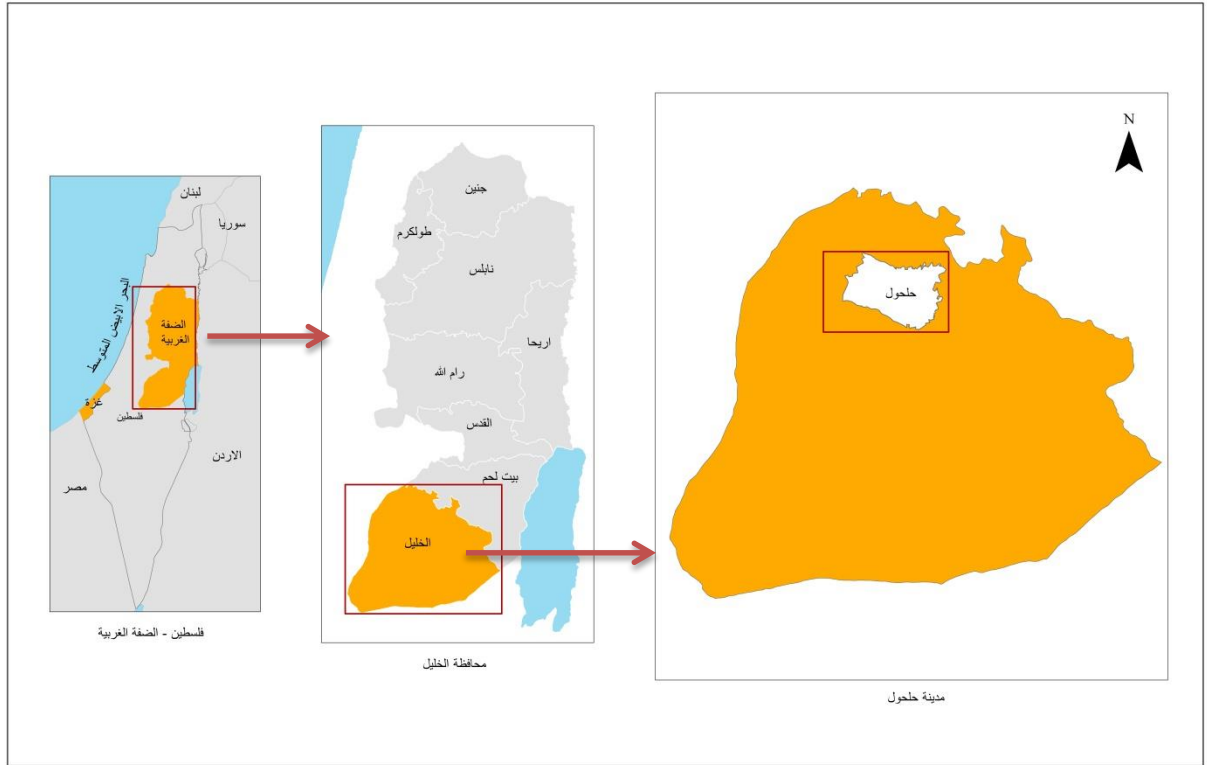 لبنان
سوريا
البحر الابيض المتوسط
الضفة
الغربية
غزة
فلسطين
الاردن
مصر
فلسطين - الضفة الغربية
جنين
طولكرم
نابلس
اريحا
رام الله
القدس
بيت لحم
الخليل
محافظة الخليل
N
حلحول
مدينة حلحول